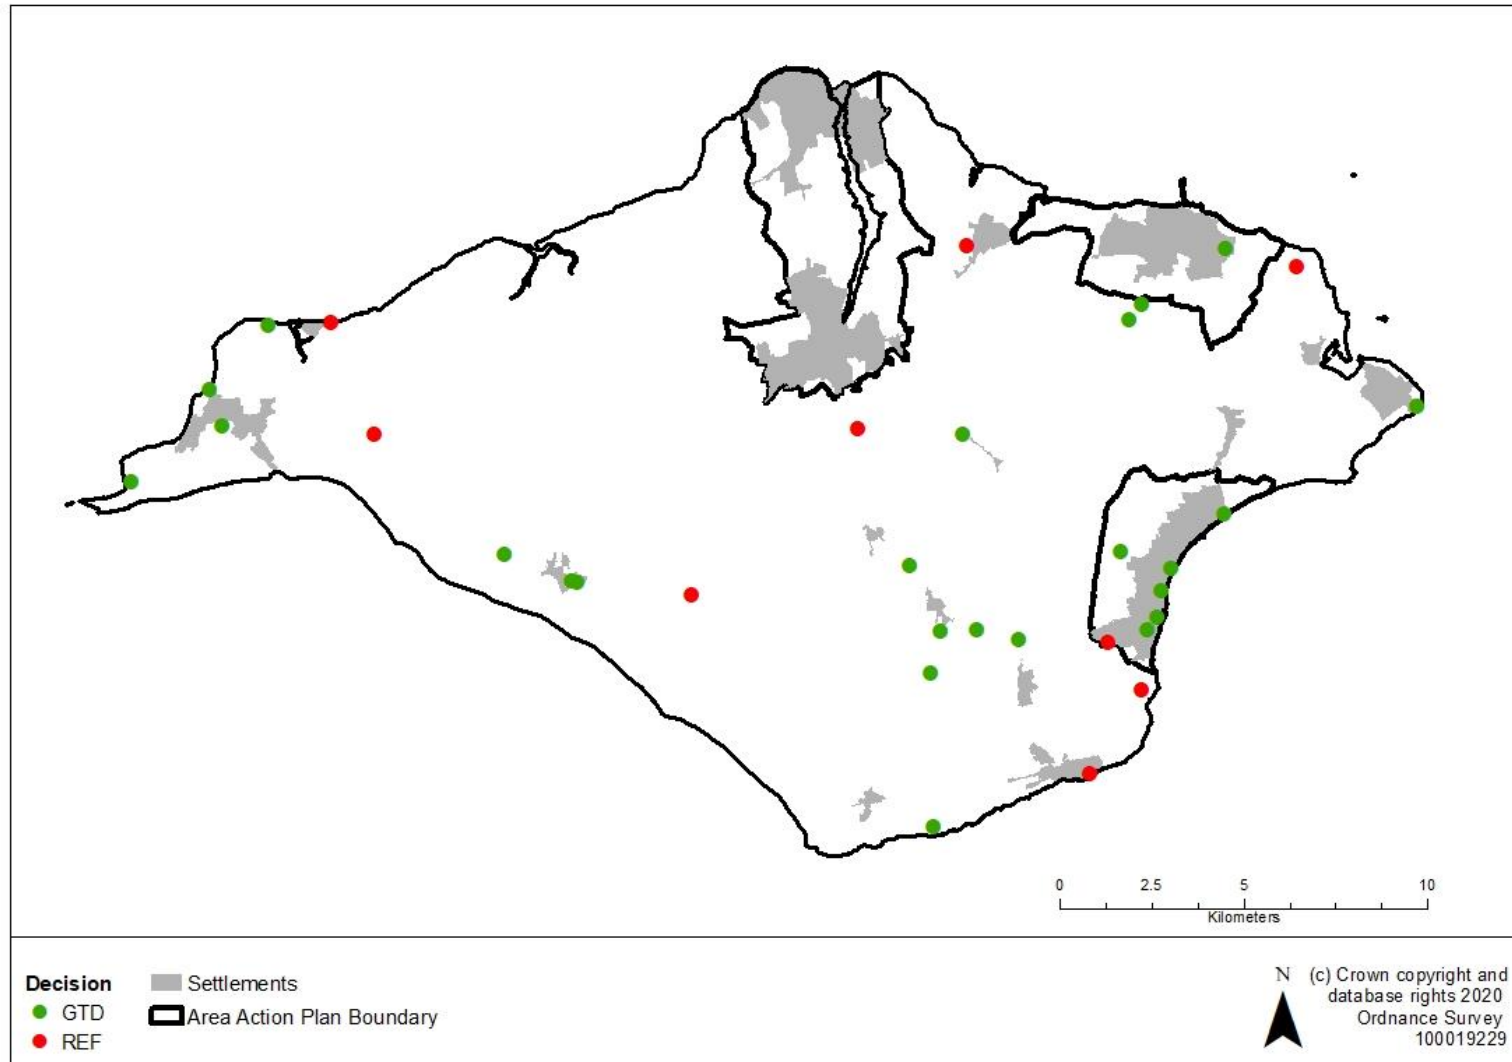 0 2.5 5 10
Kilometers
Decision
GTD
REF
Settlements
Area Action Plan Boundary
N
(c) Crown copyright and
database rights 2020
Ordnance Survey
100019229